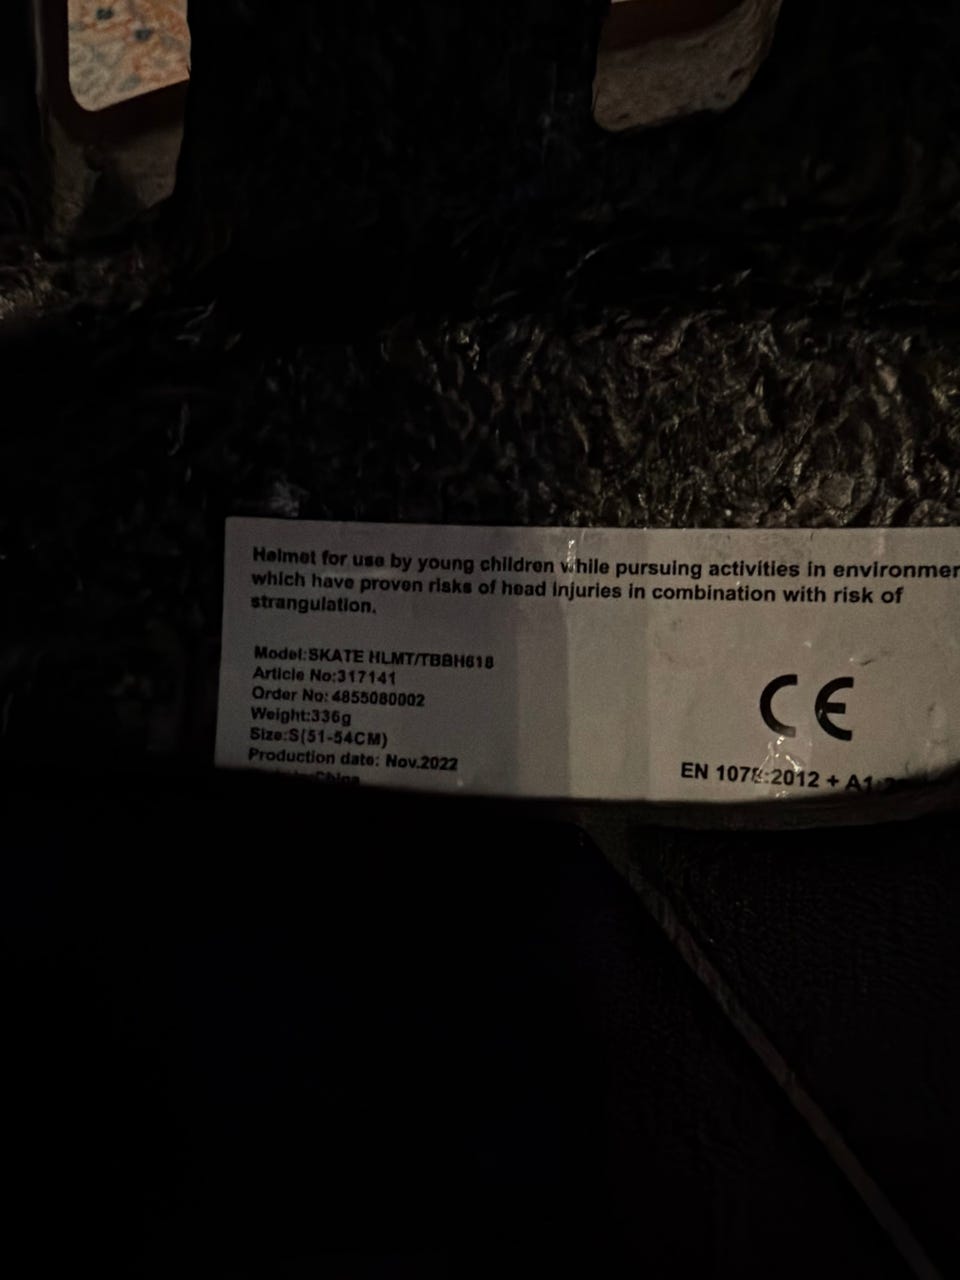 Helmet for use by young children while pursuing activities in environmen
which have proven risks of head injuries in combination with risk of
strangulation.
Model:SKATE HLMT/TBBH618
Article No:317141
Order No: 4855080002
Weight:336g
Size:S(51-54CM)
Production date: Nov.2022
China
CE
EN 1078:2012 + A1:2